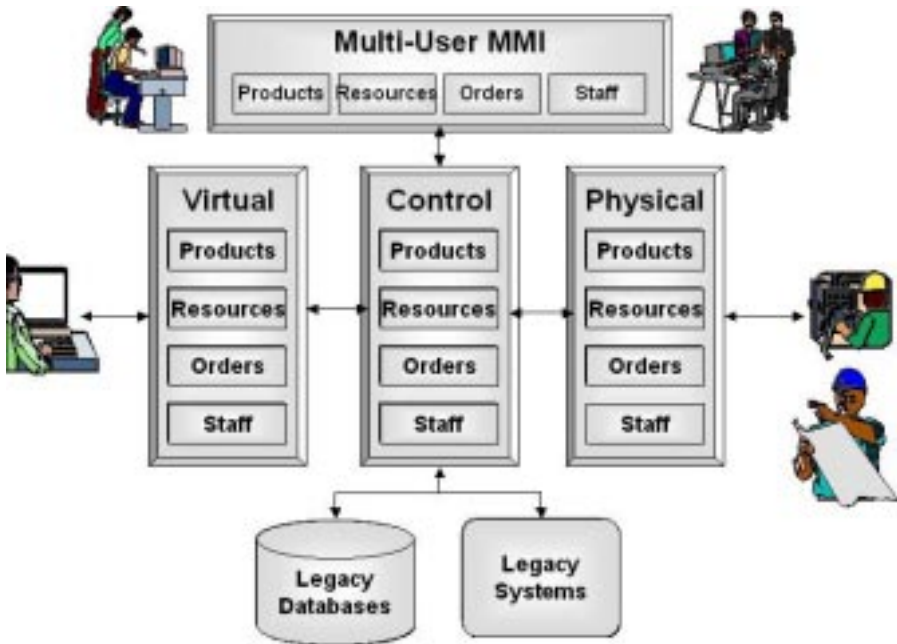 Multi-User MMI
Products
Resources
Orders
Staff
Virtual
Products
Resources
Orders
Staff
Control
Products
Resources
Orders
Staff
Physical
Products
Resources
Orders
Staff
Legacy
Databases
Legacy
Systems